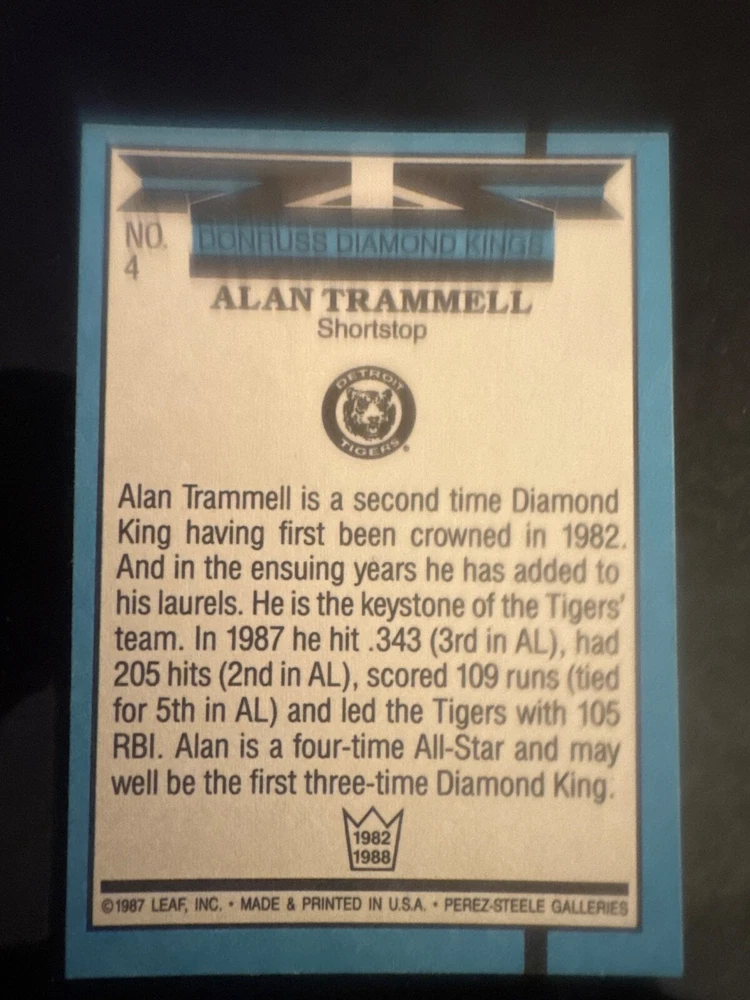 NO.
4
DONRUSS DIAMOND KINGS
ALAN TRAMMELL
Shortstop
DETROIT
TIGERS
Alan Trammell is a second time Diamond
King having first been crowned in 1982.
And in the ensuing years he has added to
his laurels. He is the keystone of the Tigers'
team. In 1987 he hit .343 (3rd in AL), had
205 hits (2nd in AL), scored 109 runs (tied
for 5th in AL) and led the Tigers with 105
RBI. Alan is a four-time All-Star and may
well be the first three-time Diamond King.
1982
1988
©1987 LEAF, INC. • MADE & PRINTED IN U.S.A. • PEREZ-STEELE GALLERIES